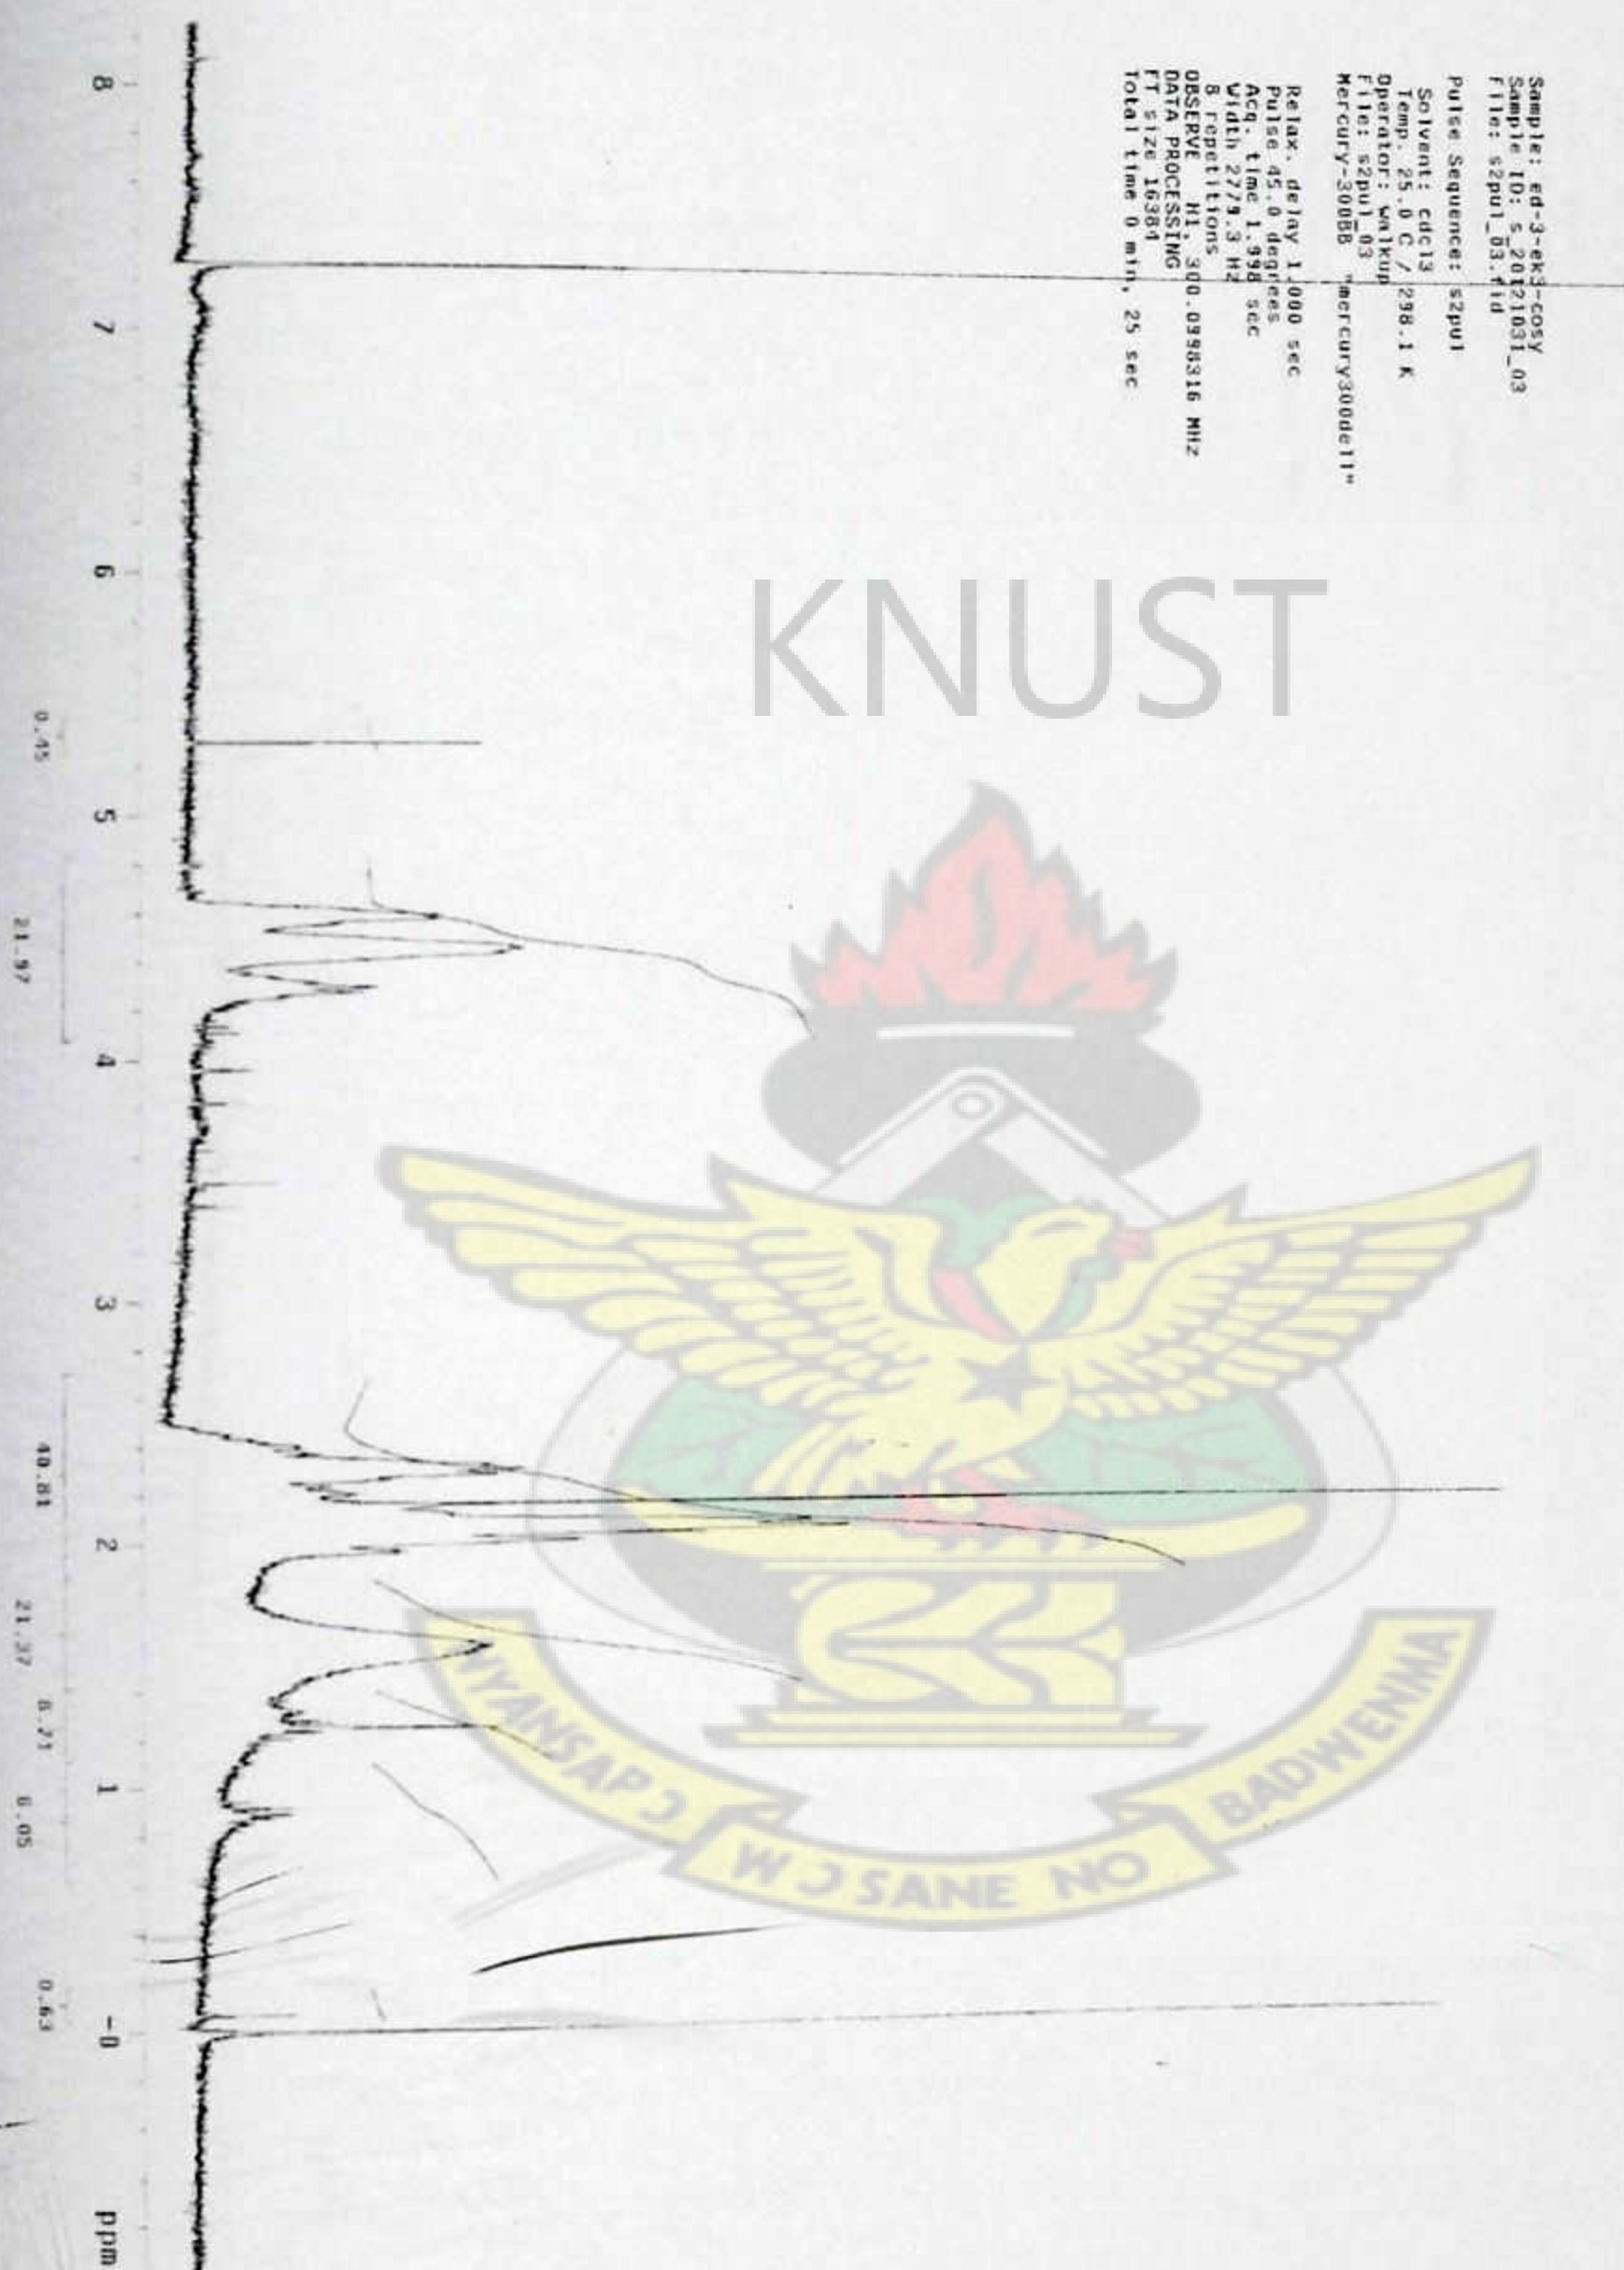 Sample: ed-3-ek3-cosy
Sample ID: s_20121031_03
File: s2pul_03.fid
Pulse Sequence: s2pul
Solvent: cdcl3
Temp. 25.0 C / 298.1 K
Operator: walkup
File: s2pul_03
Mercury-300BB "mercury300dell"
Relax. delay 1.000 sec
Pulse 45.0 degrees
Acq. time 1.998 sec
Width 2779.3 Hz
8 repetitions
OBSERVE H1, 300.0998316 MHz
DATA PROCESSING
FT size 16384
Total time 0 min, 25 sec
KNUST
NYANSAPƆ WƆSANE NO BADWENMA
8 7 6 5 4 3 2 1 -0 ppm
0.45 21.97 40.81 21.37 8.71 6.05 0.63